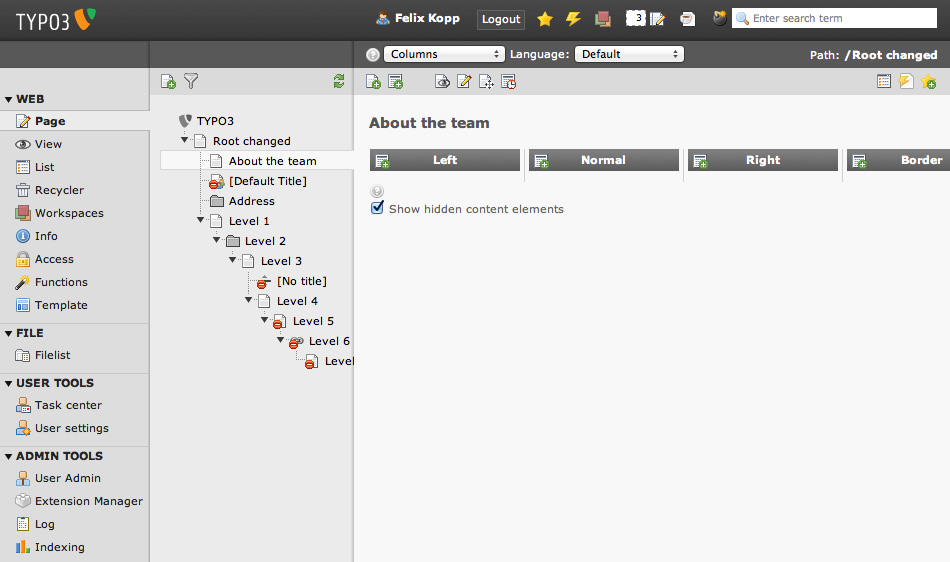 TYPO3
Felix Kopp
Logout
3
Enter search term
Columns
Language:
Default
Path: /Root changed
WEB
Page
View
List
Recycler
Workspaces
Info
Access
Functions
Template
FILE
Filelist
USER TOOLS
Task center
User settings
ADMIN TOOLS
User Admin
Extension Manager
Log
Indexing
TYPO3
Root changed
About the team
[Default Title]
Address
Level 1
Level 2
Level 3
[No title]
Level 4
Level 5
Level 6
Level
About the team
Left
Normal
Right
Border
Show hidden content elements